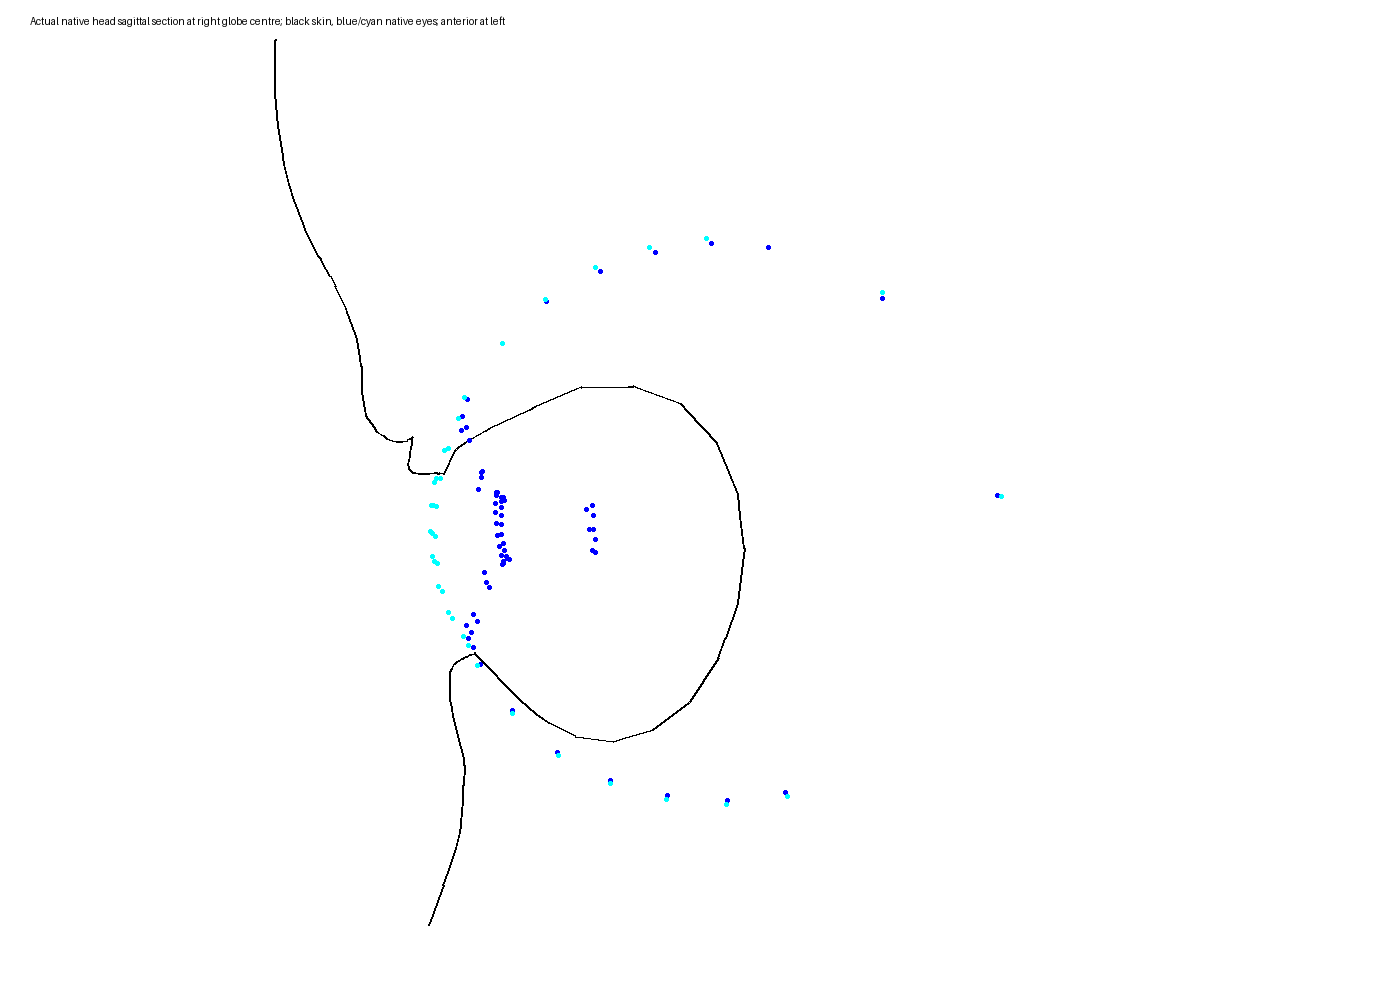 Actual native head sagittal section at right globe centre; black skin, blue/cyan native eyes; anterior at left